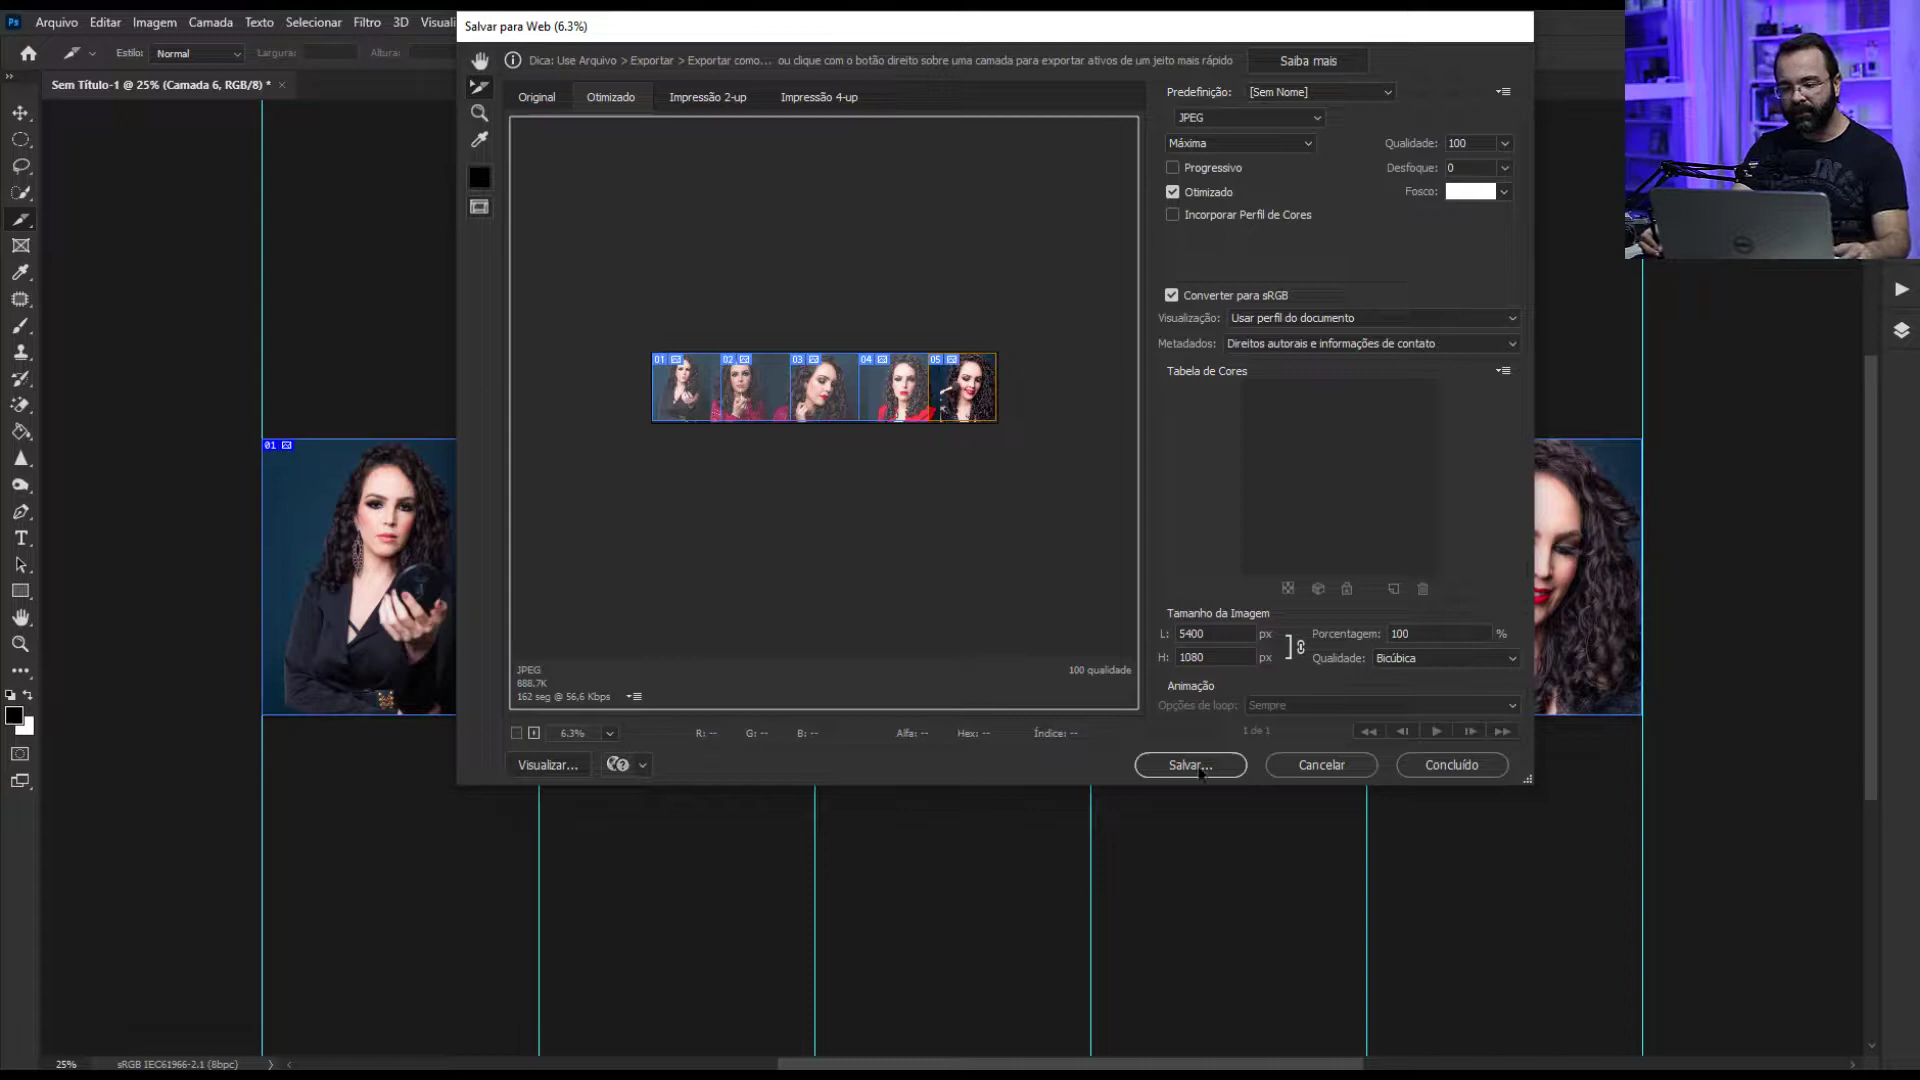 Ps Arquivo Editar Imagem Camada Texto Selecionar Filtro 3D Visuali
Salvar para Web (6.3%)
Estilo: Normal Largura: Altura:
Dica: Use Arquivo > Exportar > Exportar como... ou clique com o botão direito sobre uma camada para exportar ativos de um jeito mais rápido
Saiba mais
Sem Título-1 @ 25% (Camada 6, RGB/8) *
Original Otimizado Impressão 2-up Impressão 4-up
Predefinição: [Sem Nome]
JPEG
Máxima
Qualidade: 100
Progressivo
Desfoque: 0
Otimizado
Fosco:
Incorporar Perfil de Cores
Converter para sRGB
Visualização: Usar perfil do documento
Metadados: Direitos autorais e informações de contato
Tabela de Cores
01 02 03 04 05
01
Tamanho da Imagem
L: 5400 px
Porcentagem: 100 %
H: 1080 px
Qualidade: Bicúbica
JPEG
100 qualidade
888.7K
162 seg @ 56,6 Kbps
Animação
Opções de loop: Sempre
1 de 1
6.3% R: -- G: -- B: -- Alfa: -- Hex: -- Índice: --
Visualizar... Salvar... Cancelar Concluído
25% sRGB IEC61966-2.1 (8bpc)